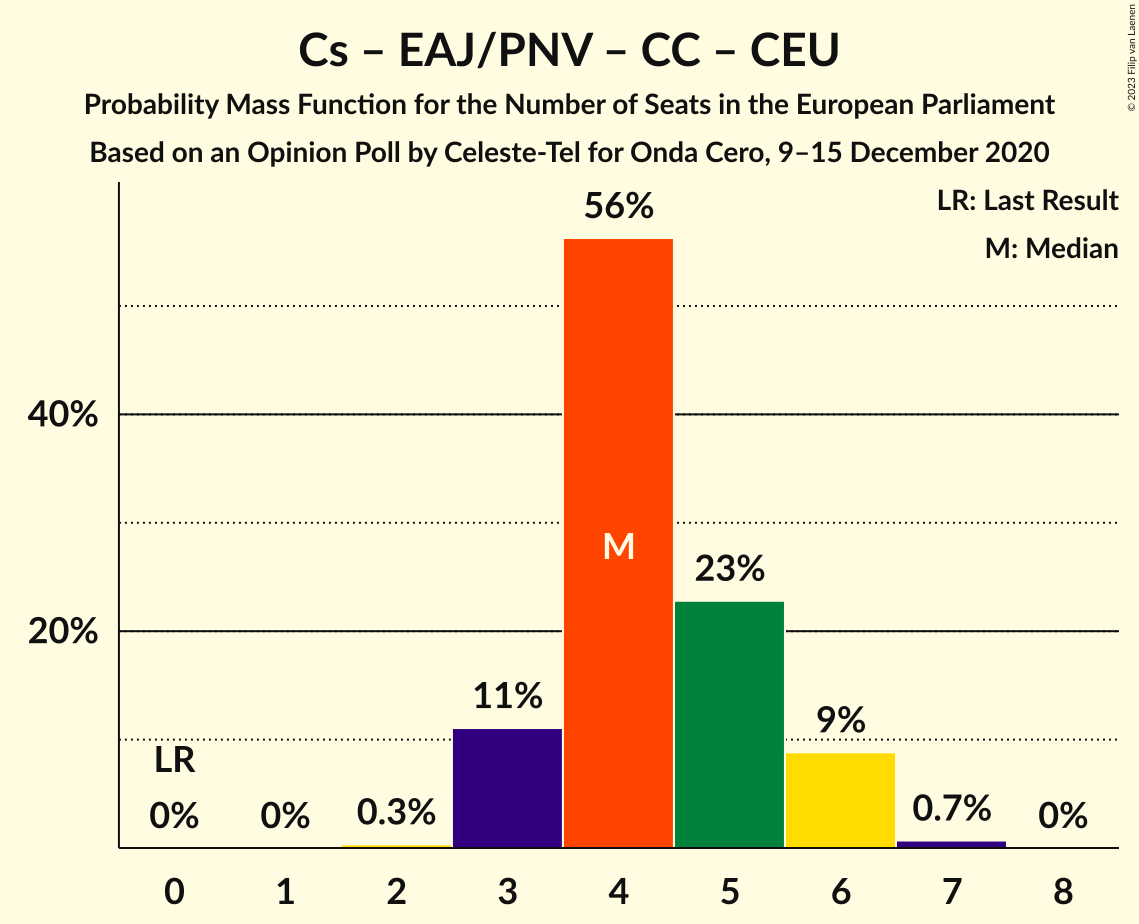 Cs – EAJ/PNV – CC – CEU
Probability Mass Function for the Number of Seats in the European Parliament
Based on an Opinion Poll by Celeste-Tel for Onda Cero, 9–15 December 2020
© 2023 Filip van Laenen
LR: Last Result
M: Median
56%
40%
M
23%
20%
11%
9%
LR
0%
0%
0.3%
0.7%
0%
0 1 2 3 4 5 6 7 8